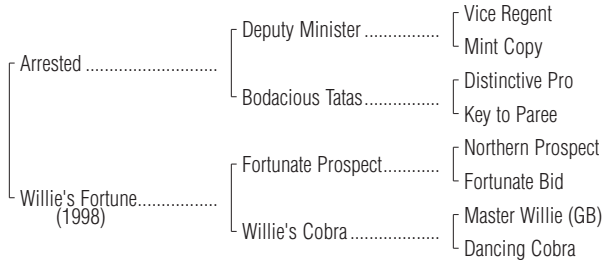 Vice Regent
Deputy Minister ................
Mint Copy
Arrested ............................
Distinctive Pro
Bodacious Tatas................
Key to Paree
Northern Prospect
Fortunate Prospect............
Fortunate Bid
Willie's Fortune.................
(1998)
Master Willie (GB)
Willie's Cobra ...................
Dancing Cobra